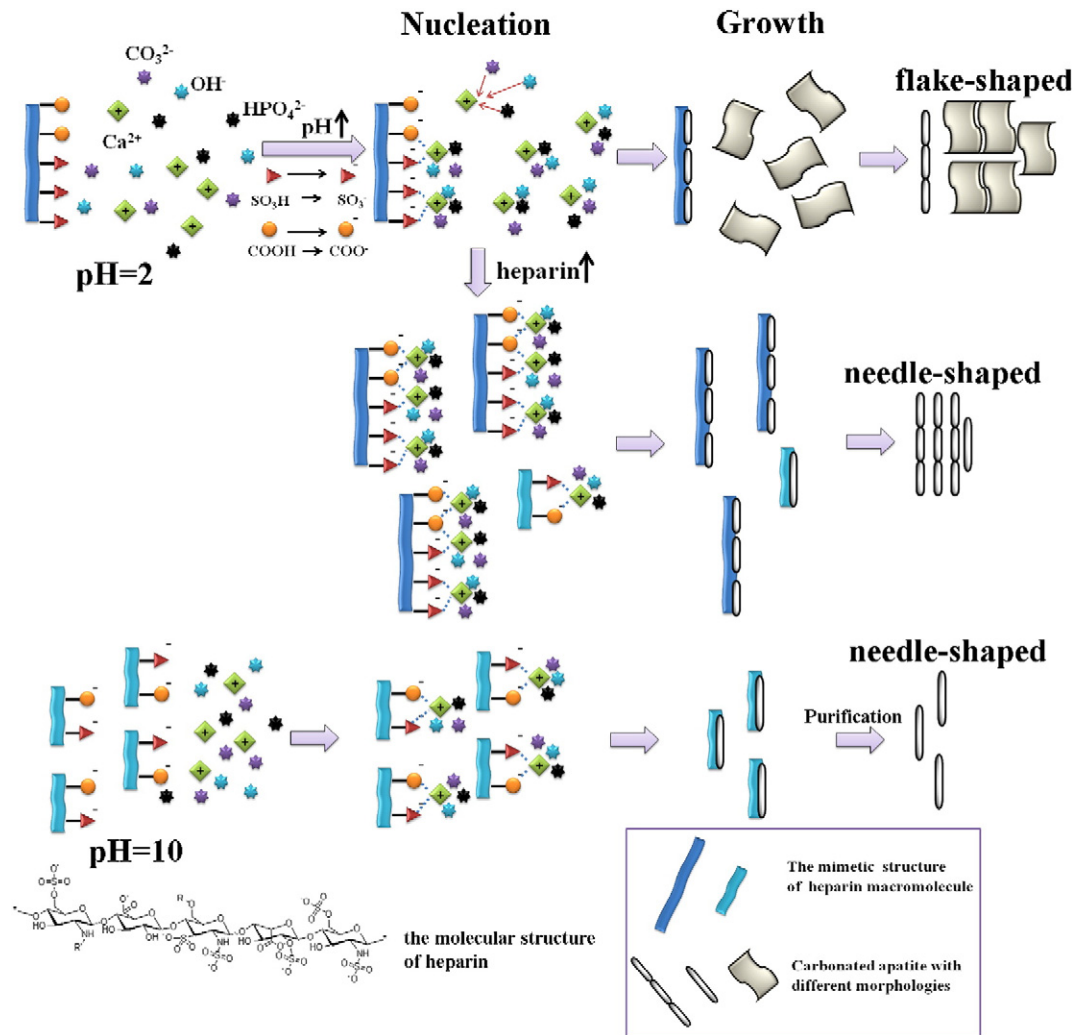 Nucleation
Growth
CO₃²⁻
OH⁻
HPO₄²⁻
Ca²⁺
pH↑
SO₃H → SO₃⁻
COOH → COO⁻
pH=2
flake-shaped
heparin↑
needle-shaped
needle-shaped
Purification
pH=10
The mimetic structure
of heparin macromolecule
the molecular structure
of heparin
Carbonated apatite with
different morphologies